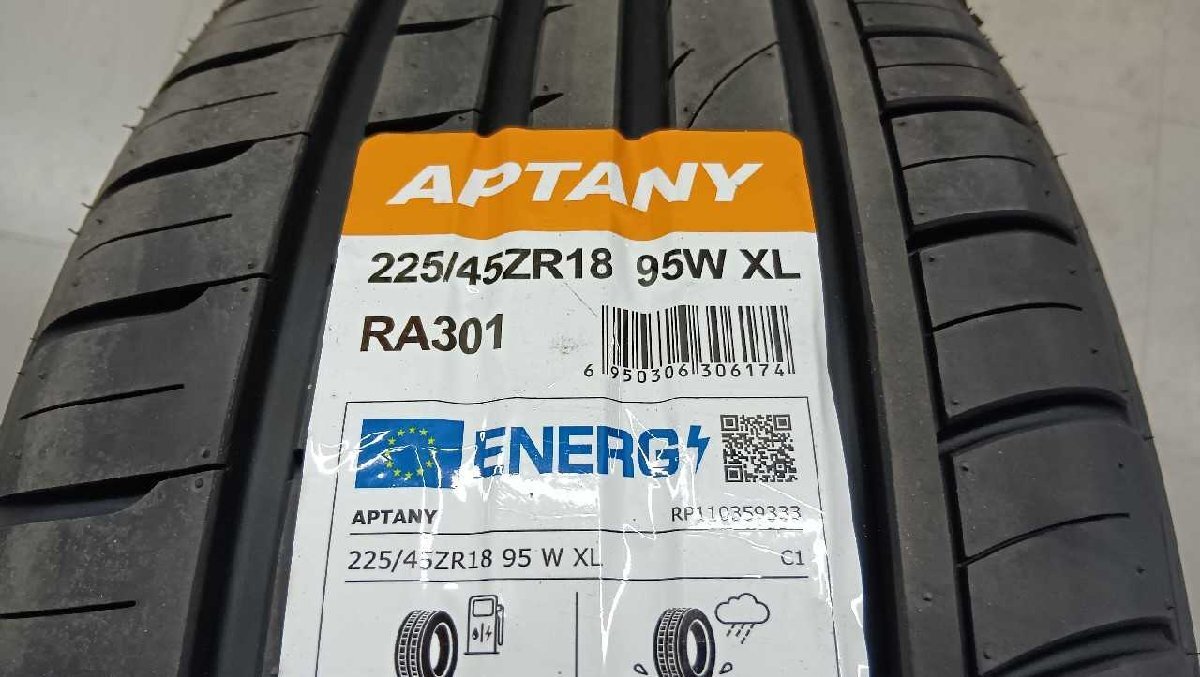 APTANY
225/45ZR18 95W XL
RA301
6 950306 306174
ENERG
APTANY RP110359333
225/45ZR18 95 W XL C1